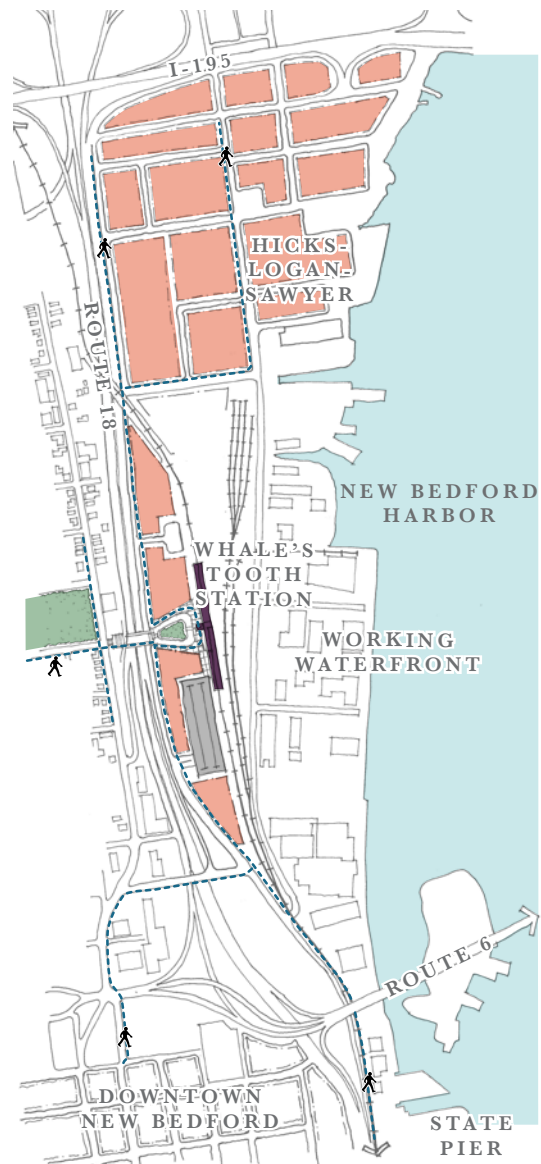 I-195
HICKS-
LOGAN-
SAWYER
ROUTE 18
NEW BEDFORD
HARBOR
WHALE'S
TOOTH
STATION
WORKING
WATERFRONT
ROUTE 6
DOWNTOWN
NEW BEDFORD
STATE
PIER